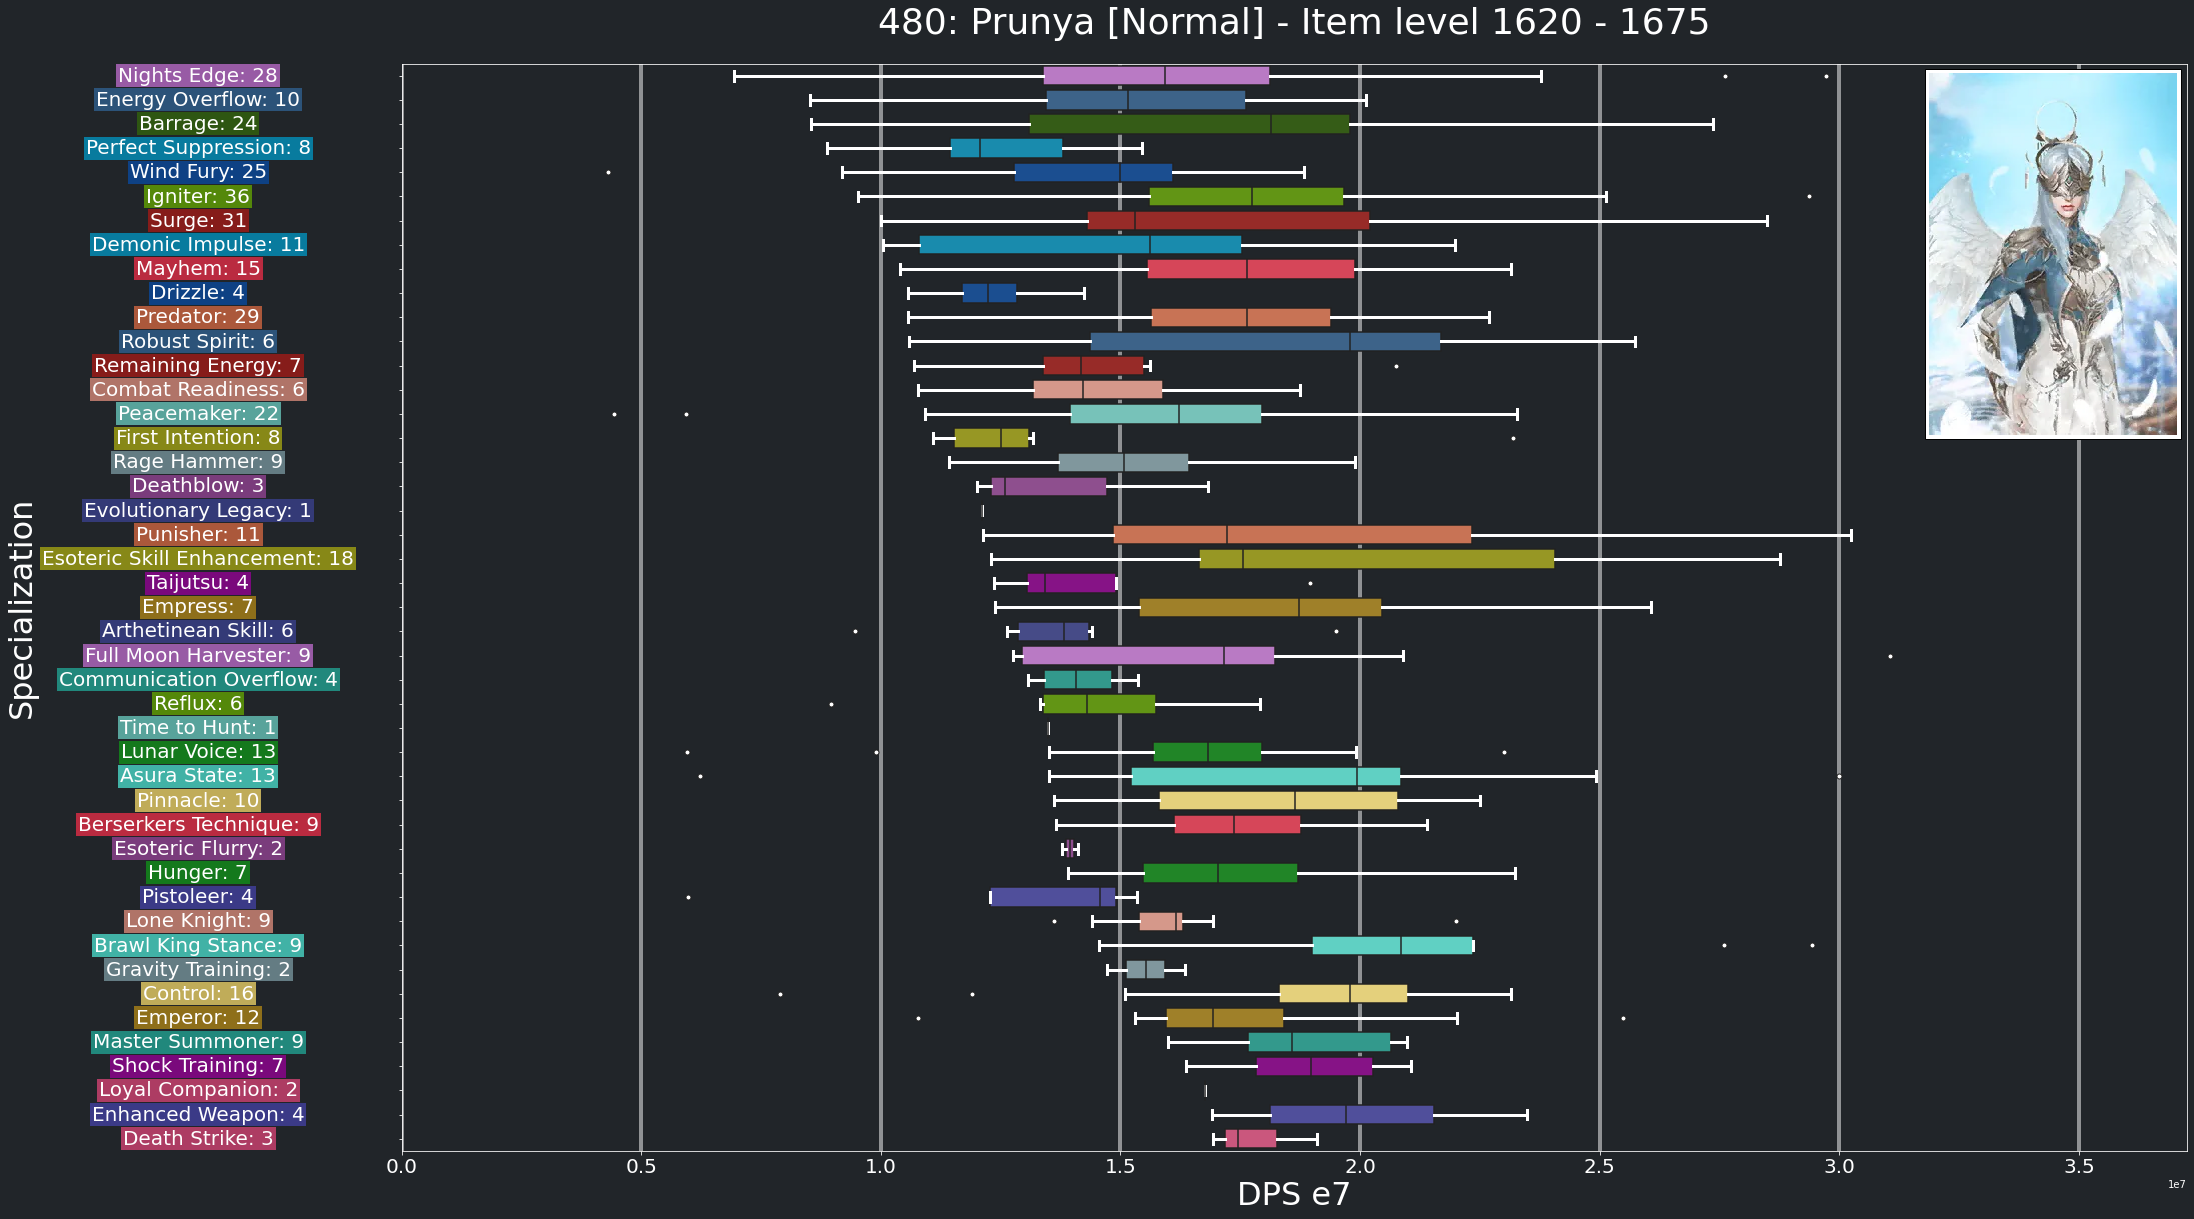 480: Prunya [Normal] - Item level 1620 - 1675
Nights Edge: 28
Energy Overflow: 10
Barrage: 24
Perfect Suppression: 8
Wind Fury: 25
Igniter: 36
Surge: 31
Demonic Impulse: 11
Mayhem: 15
Drizzle: 4
Predator: 29
Robust Spirit: 6
Remaining Energy: 7
Combat Readiness: 6
Peacemaker: 22
First Intention: 8
Rage Hammer: 9
Deathblow: 3
Evolutionary Legacy: 1
Punisher: 11
Esoteric Skill Enhancement: 18
Taijutsu: 4
Empress: 7
Arthetinean Skill: 6
Full Moon Harvester: 9
Communication Overflow: 4
Reflux: 6
Time to Hunt: 1
Lunar Voice: 13
Asura State: 13
Pinnacle: 10
Berserkers Technique: 9
Esoteric Flurry: 2
Hunger: 7
Pistoleer: 4
Lone Knight: 9
Brawl King Stance: 9
Gravity Training: 2
Control: 16
Emperor: 12
Master Summoner: 9
Shock Training: 7
Loyal Companion: 2
Enhanced Weapon: 4
Death Strike: 3
Specialization
0.0 0.5 1.0 1.5 2.0 2.5 3.0 3.5
1e7
DPS e7